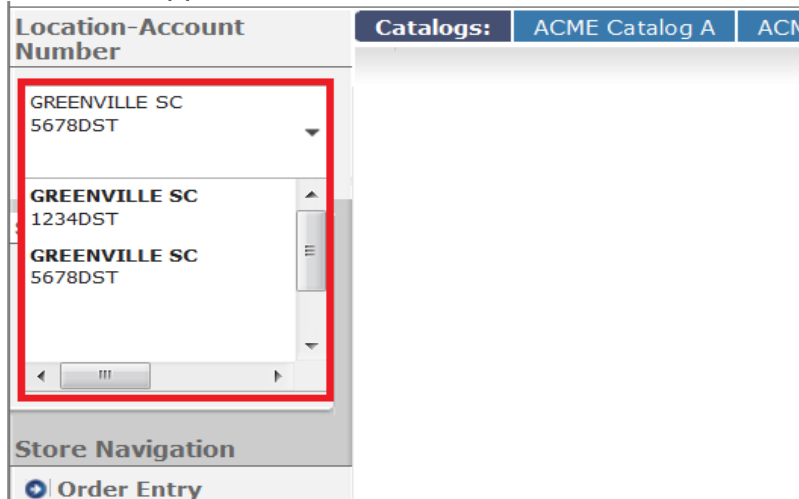 Location-Account
Number
Catalogs: ACME Catalog A
GREENVILLE SC
5678DST
GREENVILLE SC
1234DST
GREENVILLE SC
5678DST
Store Navigation
Order Entry